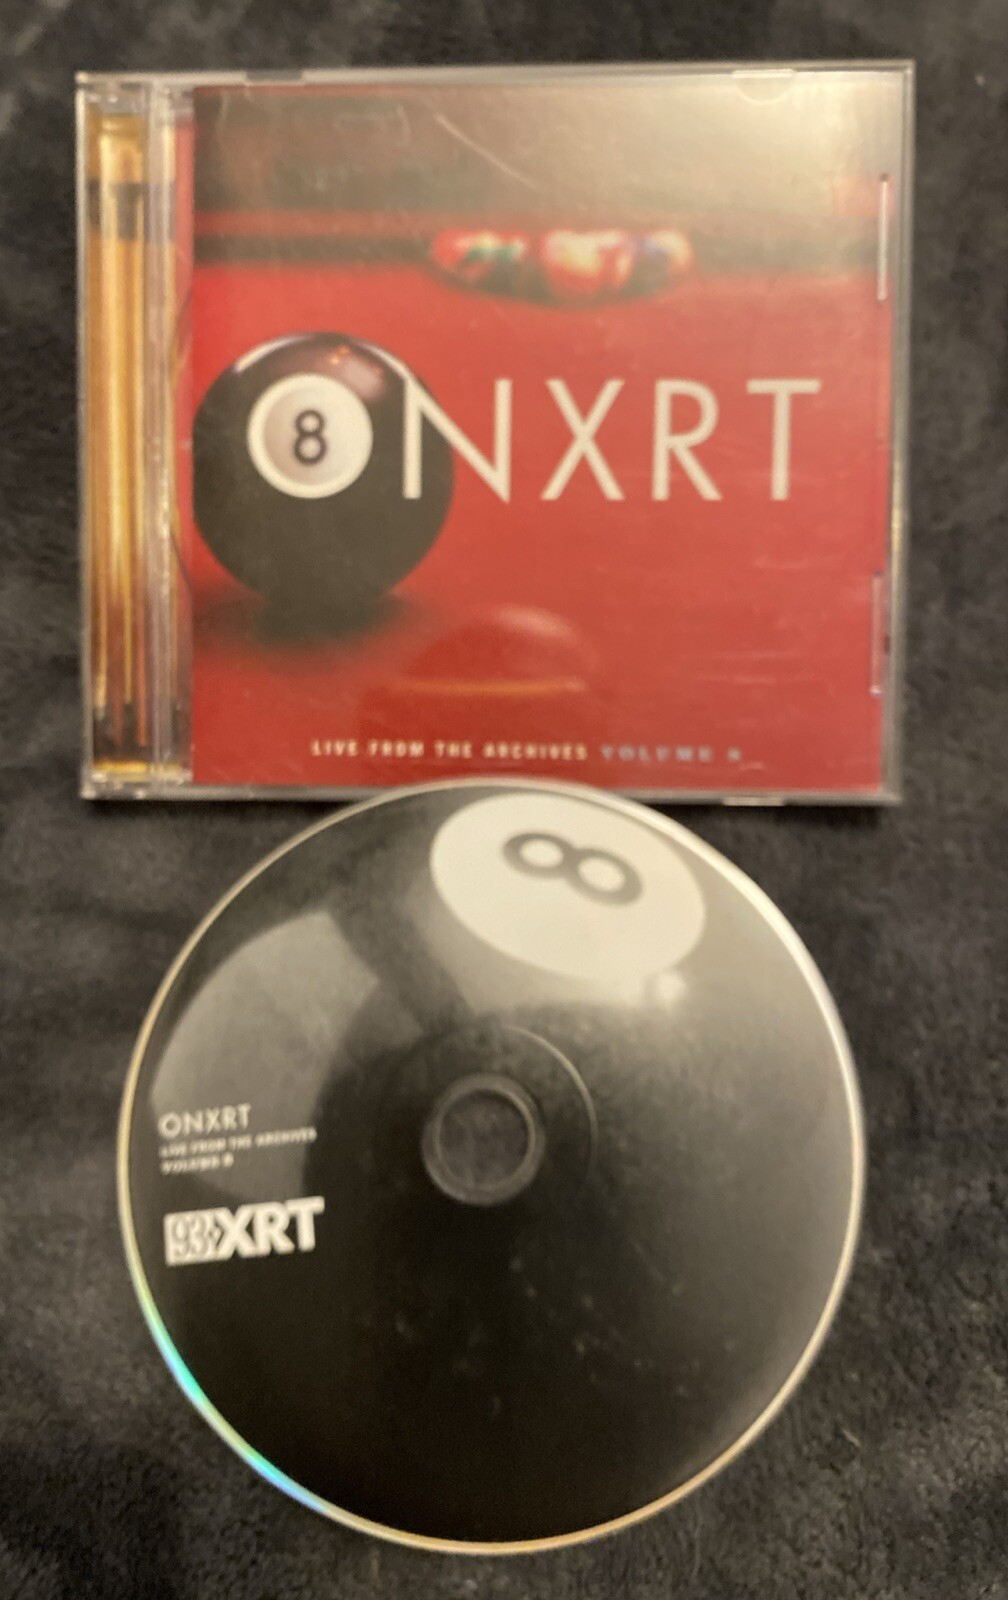 8
ONXRT
LIVE FROM THE ARCHIVES VOLUME 8
8
ONXRT
LIVE FROM THE ARCHIVES
VOLUME 8
93XRT